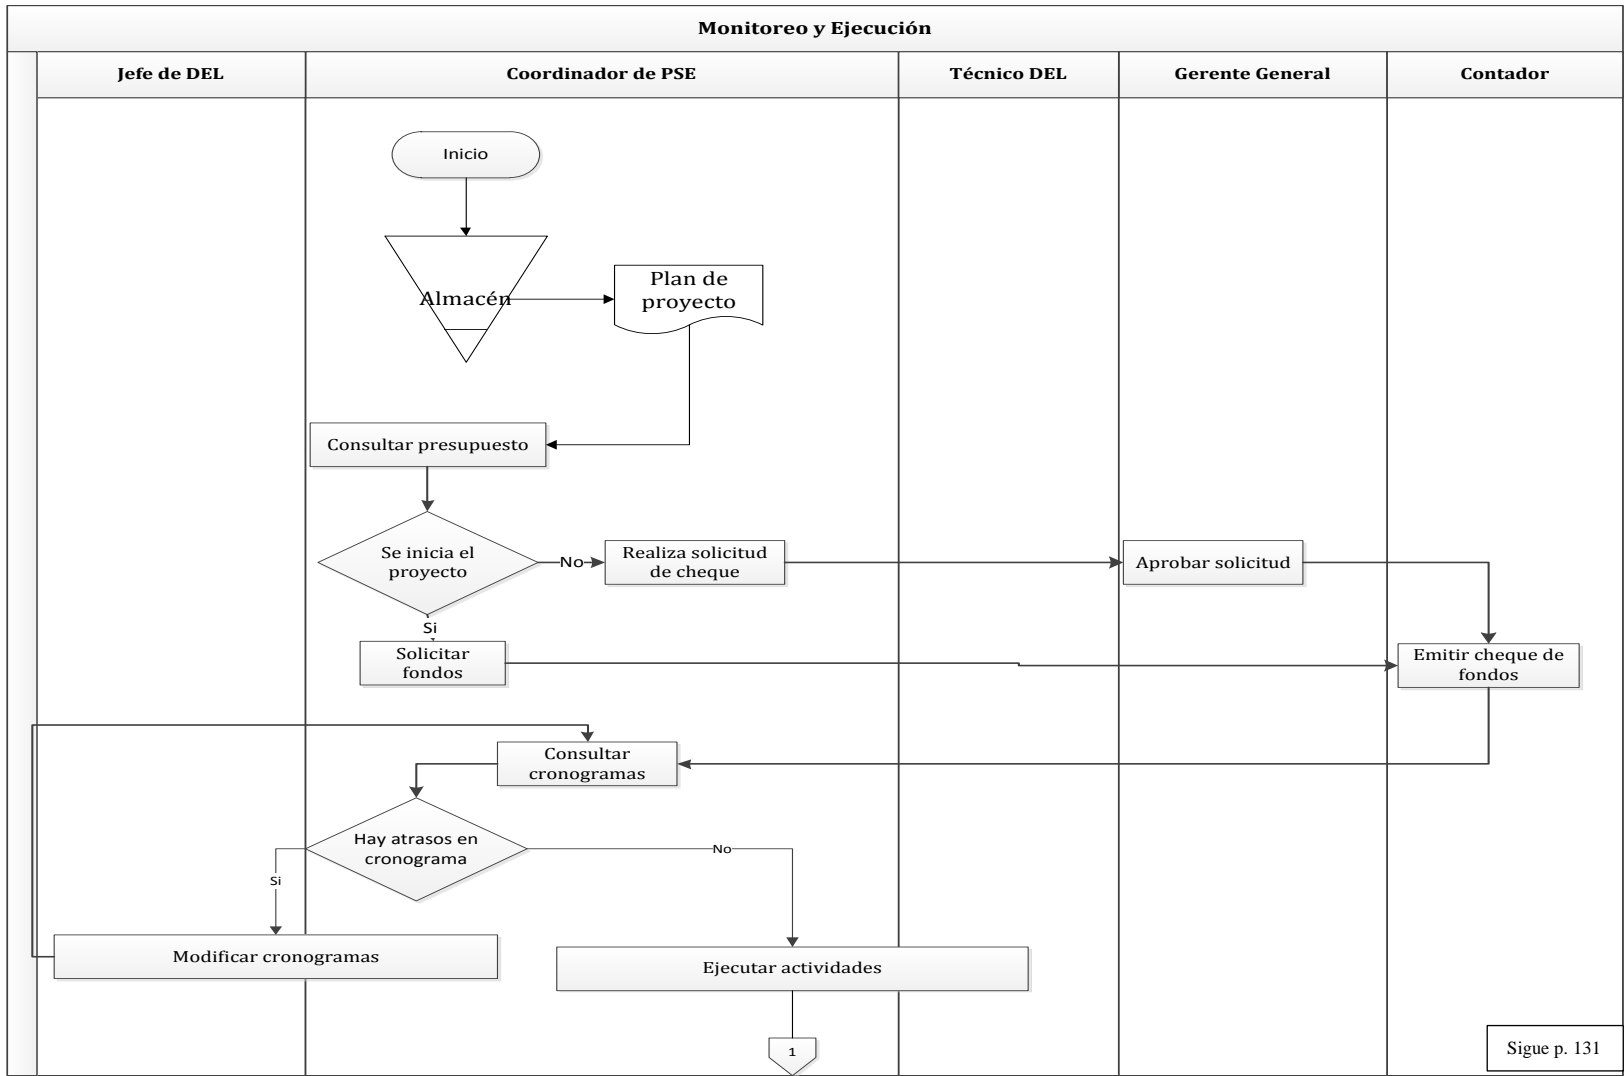 Monitoreo y Ejecución
Jefe de DEL
Coordinador de PSE
Técnico DEL
Gerente General
Contador
Inicio
Almacén
Plan de
proyecto
Consultar presupuesto
Se inicia el
proyecto
No
Realiza solicitud
de cheque
Aprobar solicitud
Si
Solicitar
fondos
Emitir cheque de
fondos
Consultar
cronogramas
Hay atrasos en
cronograma
No
Si
Modificar cronogramas
Ejecutar actividades
1
Sigue p. 131